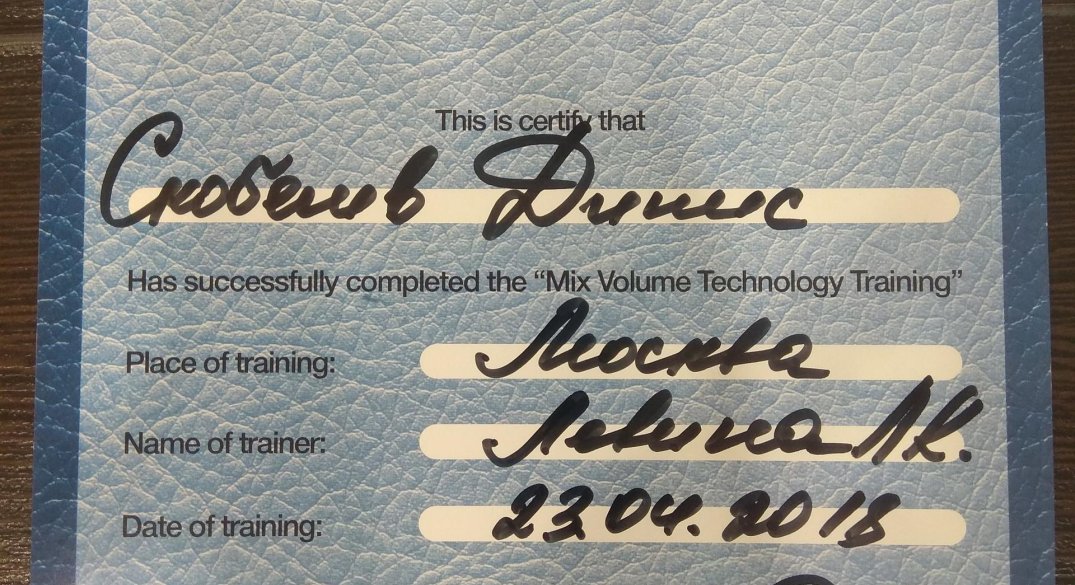 This is certify that
Скобелев Денис
Has successfully completed the “Mix Volume Technology Training”
Place of training: Москва
Name of trainer: Левина Л.К.
Date of training: 23.04.2018